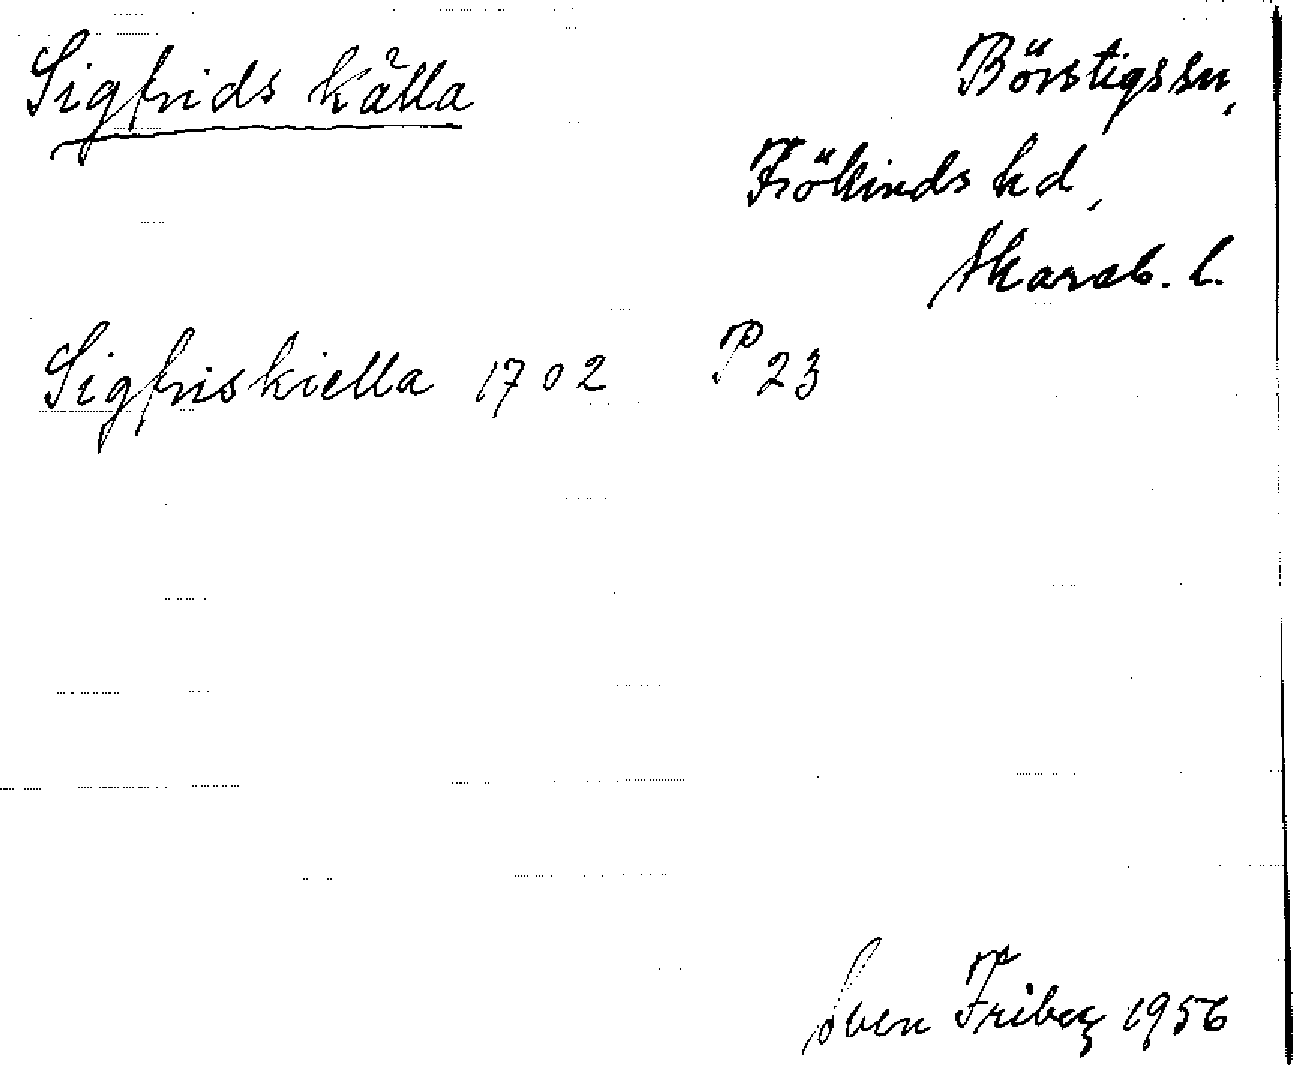 Sigfrids källa
Börstigs sn,
Frökinds hd,
Skarab. l.
Sigfriskiella 1702 P 23
Sven Friberg 1956